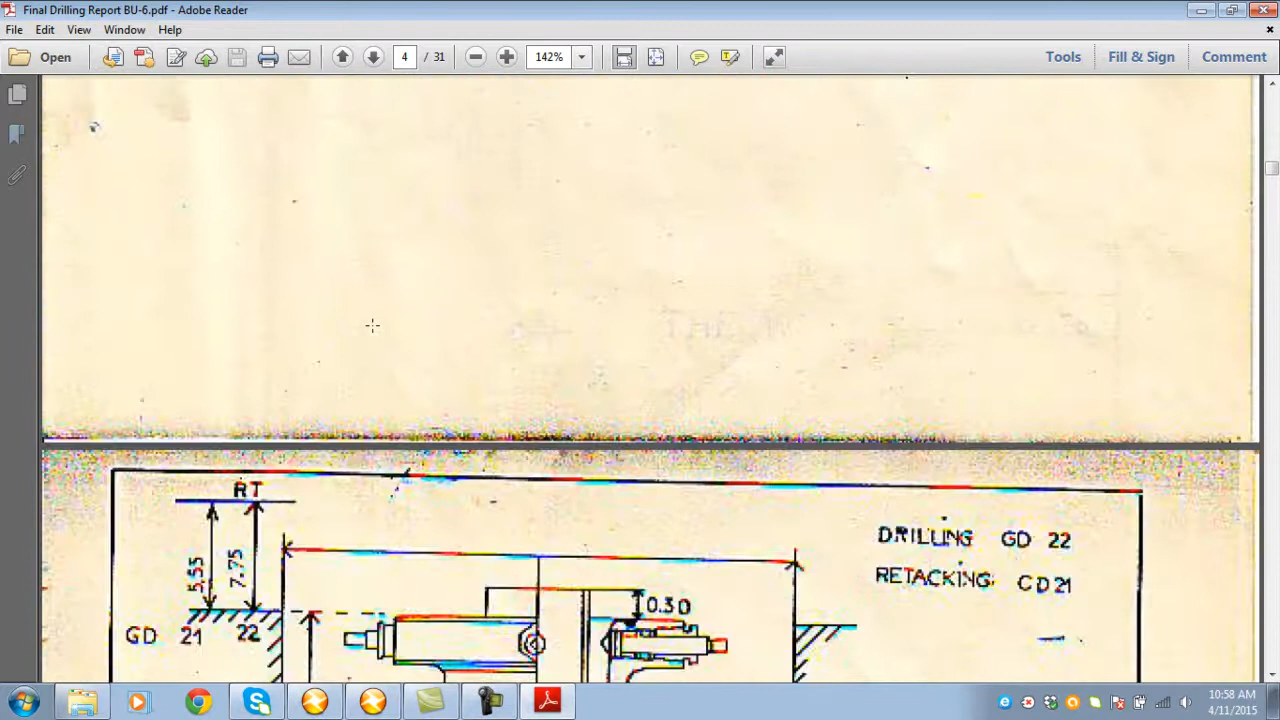 Final Drilling Report BU-6.pdf - Adobe Reader
File Edit View Window Help
Open 4 / 31 142% Tools Fill & Sign Comment
RT
5.55
7.75
GD 21 22
0.30
DRILLING GD 22
RETACKING CD21
10:58 AM
4/11/2015